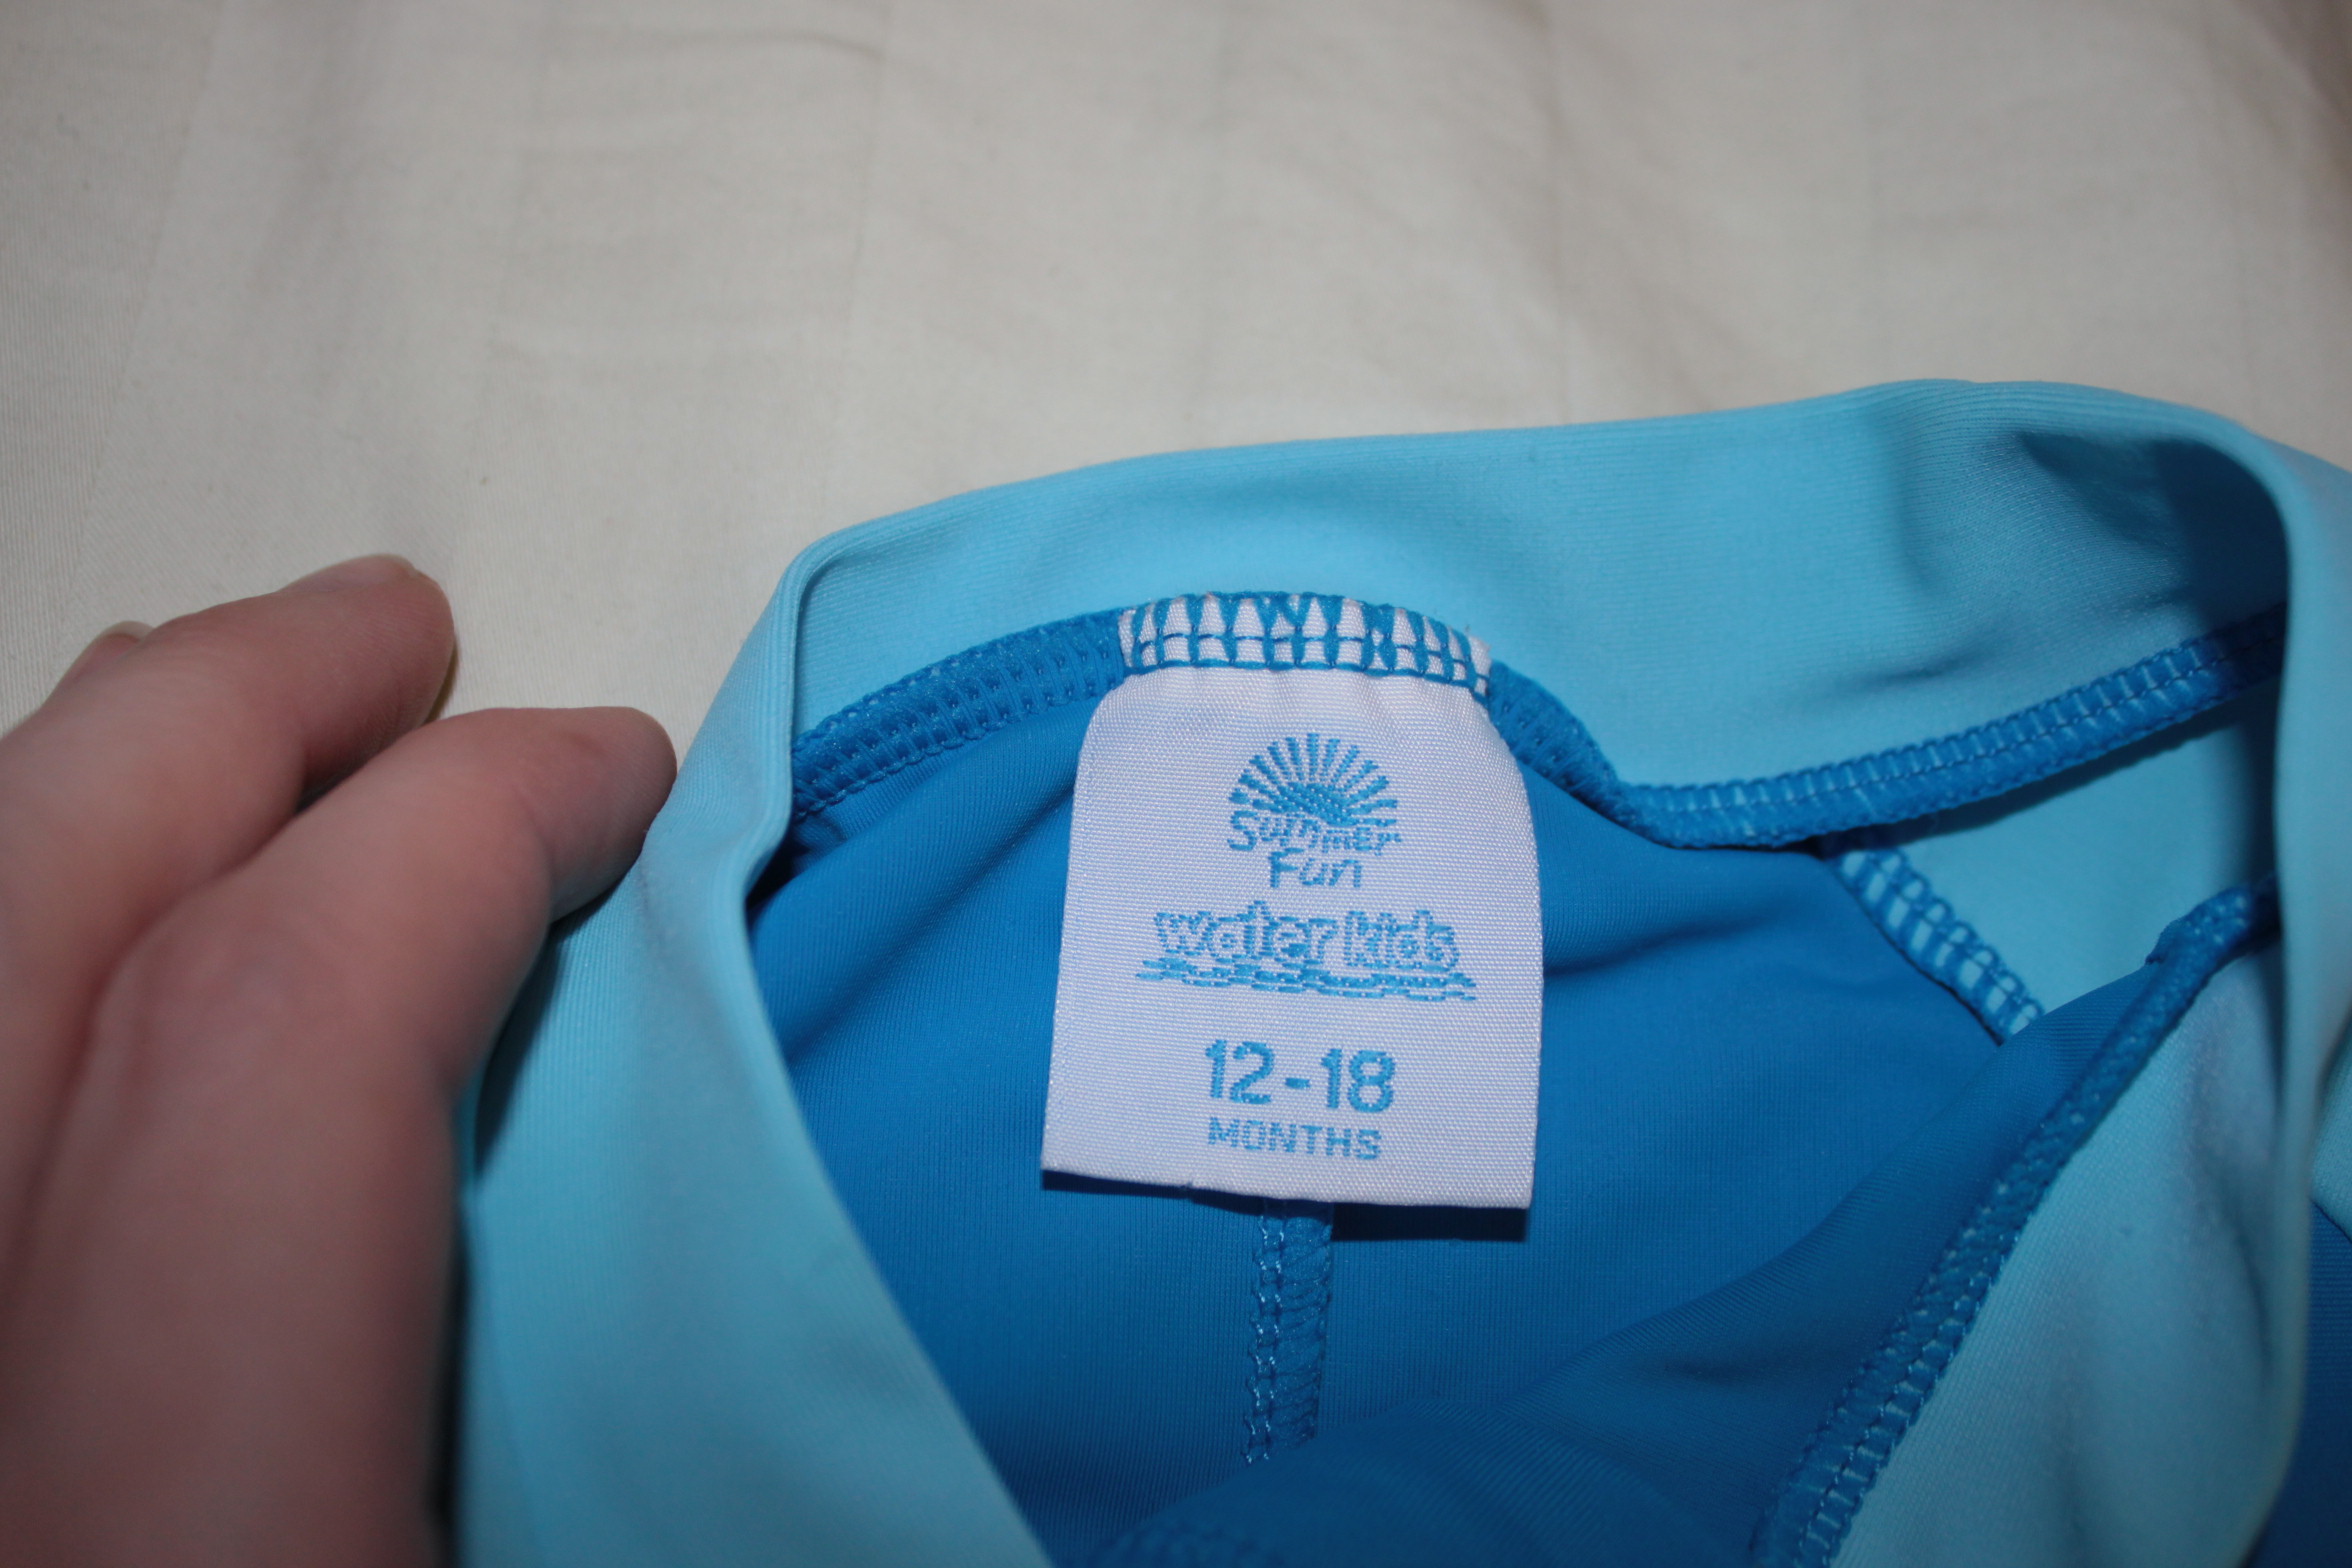 Summer
Fun
water kids
12-18
MONTHS